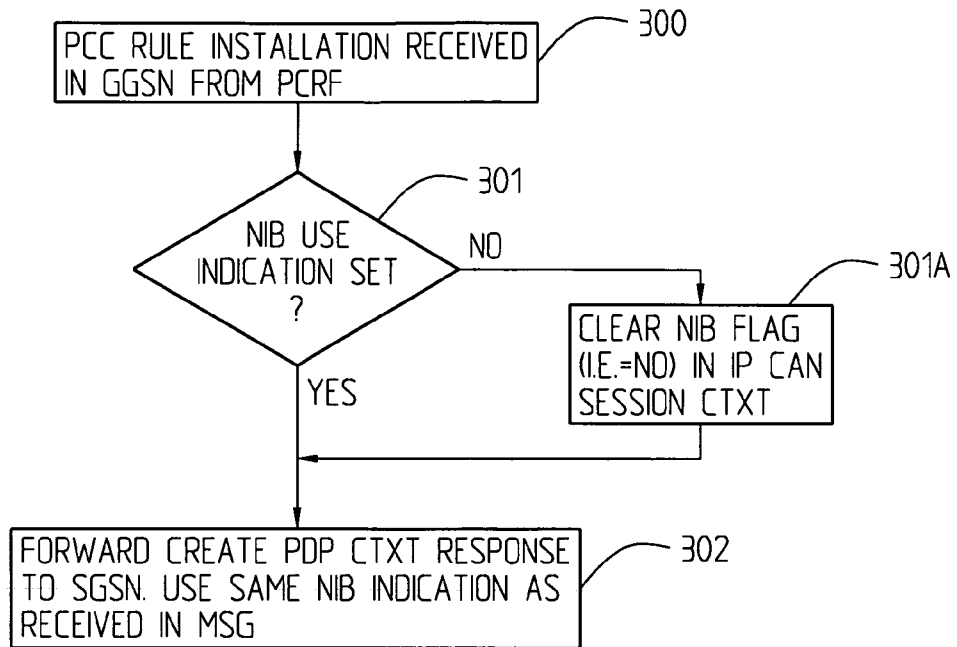 300
PCC RULE INSTALLATION RECEIVED
IN GGSN FROM PCRF
301
NIB USE
INDICATION SET
?
NO
301A
CLEAR NIB FLAG
(I.E.=NO) IN IP CAN
SESSION CTXT
YES
FORWARD CREATE PDP CTXT RESPONSE
TO SGSN. USE SAME NIB INDICATION AS
RECEIVED IN MSG
302